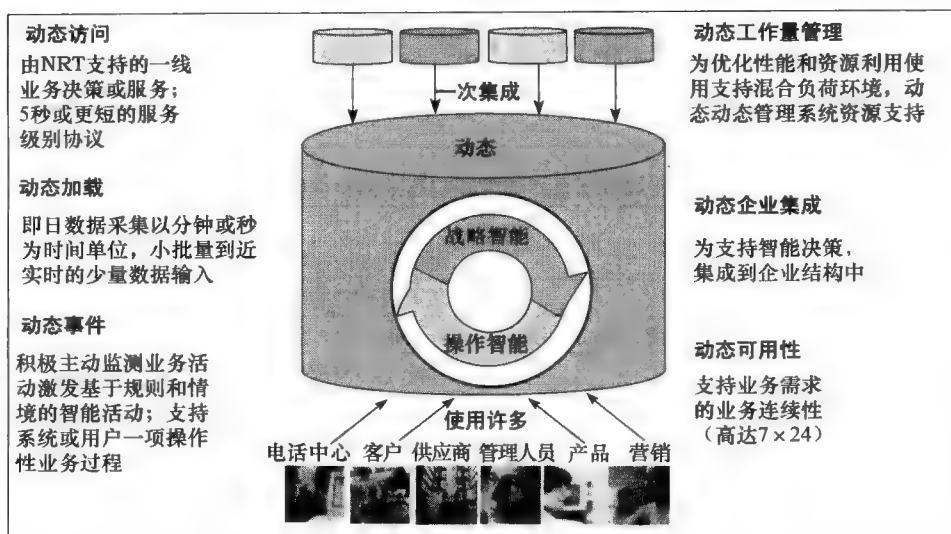 动态访问
由NRT支持的一线
业务决策或服务；
5秒或更短的服务
级别协议
动态加载
即日数据采集以分钟或秒
为时间单位，小批量到近
实时的少量数据输入
动态事件
积极主动监测业务活
动激发基于规则和情
境的智能活动；支持
系统或用户一项操作
性业务过程
一次集成
动态
战略智能
操作智能
使用许多
电话中心 客户 供应商 管理人员 产品 营销
动态工作量管理
为优化性能和资源利用使
用支持混合负荷环境，动
态动态管理系统资源支持
动态企业集成
为支持智能决策，
集成到企业结构中
动态可用性
支持业务需求
的业务连续性
（高达7×24）